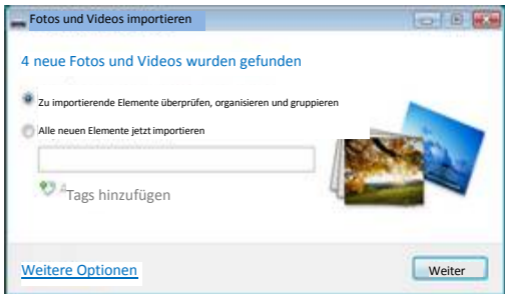 Fotos und Videos importieren
4 neue Fotos und Videos wurden gefunden
Zu importierende Elemente überprüfen, organisieren und gruppieren
Alle neuen Elemente jetzt importieren
Tags hinzufügen
Weitere Optionen
Weiter